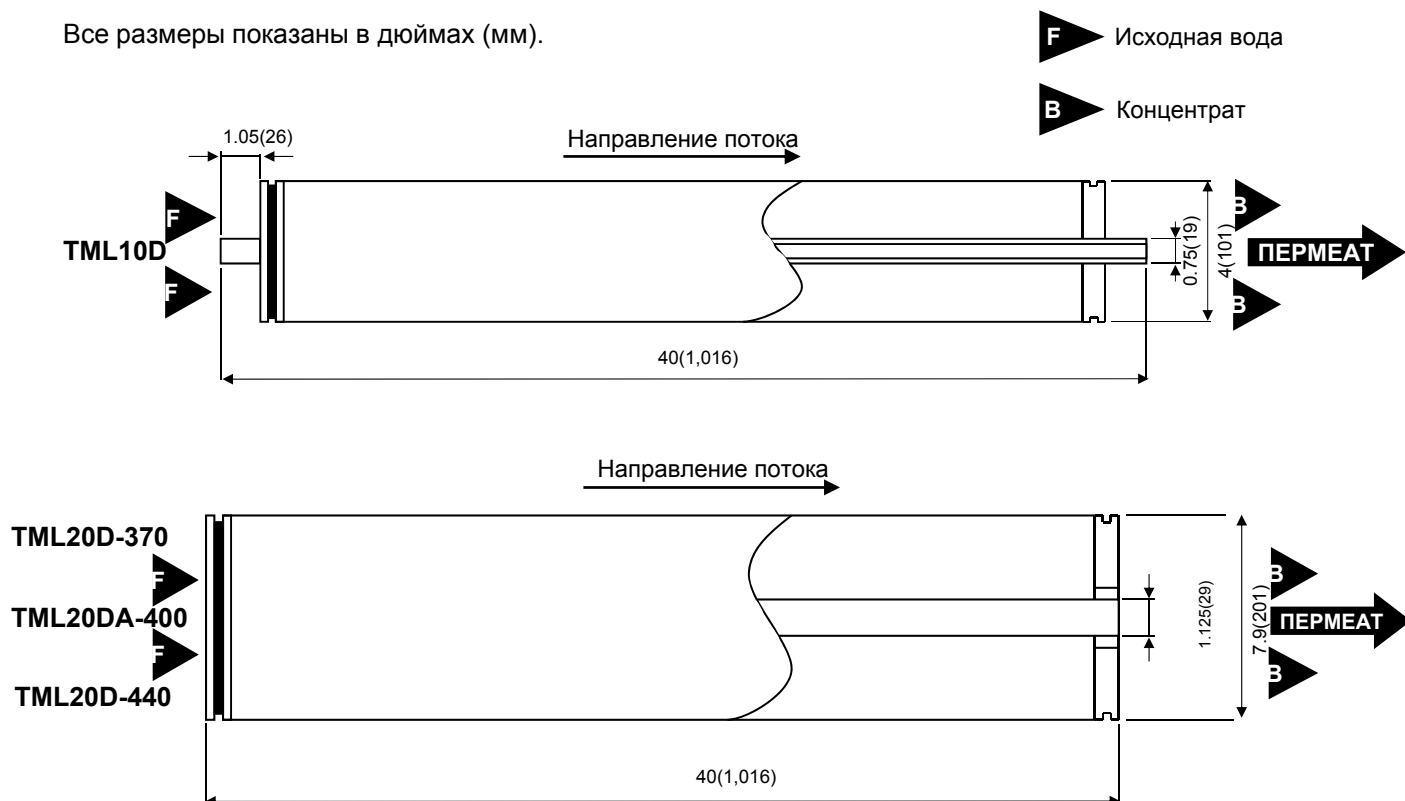 Все размеры показаны в дюймах (мм).
F Исходная вода
B Концентрат
1.05(26)
Направление потока
F
B
TML10D
0.75(19)
4(101)
ПЕРМЕАТ
F
B
40(1,016)
Направление потока
TML20D-370
F
B
TML20DA-400
1.125(29)
7.9(201)
ПЕРМЕАТ
F
B
TML20D-440
40(1,016)